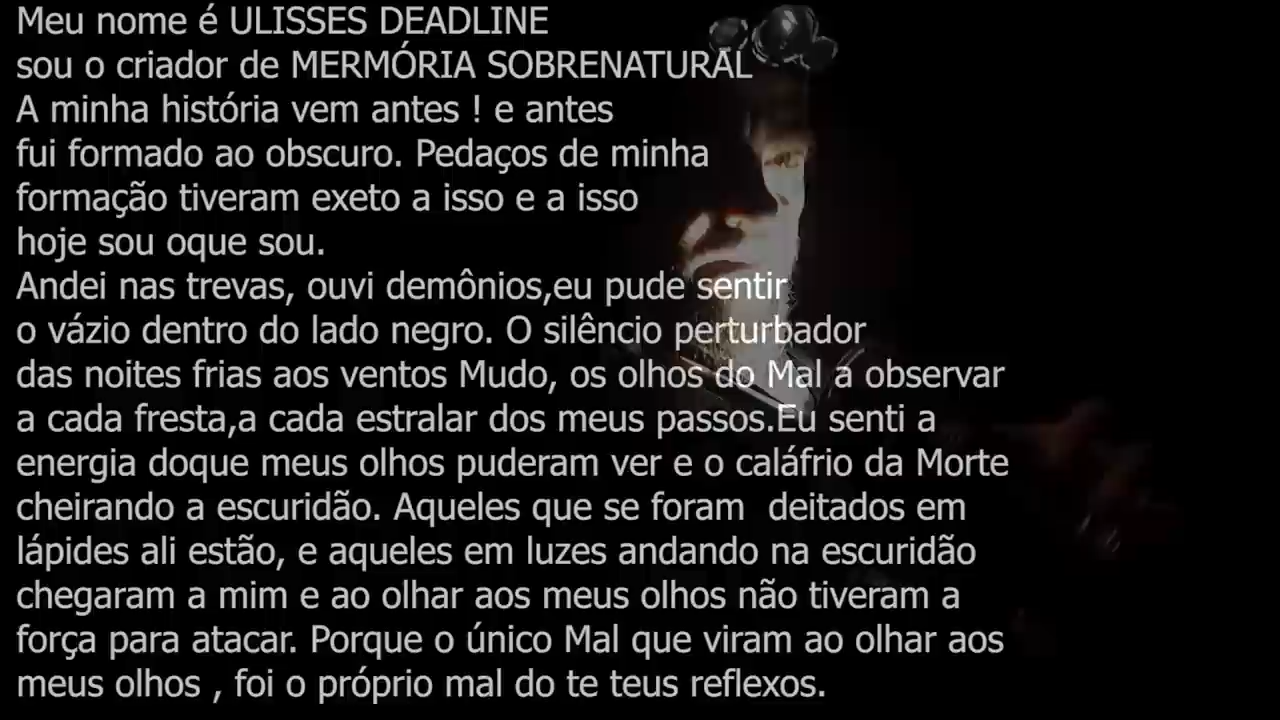 Meu nome é ULISSES DEADLINE
sou o criador de MERMÓRIA SOBRENATURAL
A minha história vem antes ! e antes
fui formado ao obscuro. Pedaços de minha
formação tiveram exeto a isso e a isso
hoje sou oque sou.
Andei nas trevas, ouvi demônios,eu pude sentir
o vázio dentro do lado negro. O silêncio perturbador
das noites frias aos ventos Mudo, os olhos do Mal a observar
a cada fresta,a cada estralar dos meus passos.Eu senti a
energia doque meus olhos puderam ver e o caláfrio da Morte
cheirando a escuridão. Aqueles que se foram  deitados em
lápides ali estão, e aqueles em luzes andando na escuridão
chegaram a mim e ao olhar aos meus olhos não tiveram a
força para atacar. Porque o único Mal que viram ao olhar aos
meus olhos , foi o próprio mal do te teus reflexos.